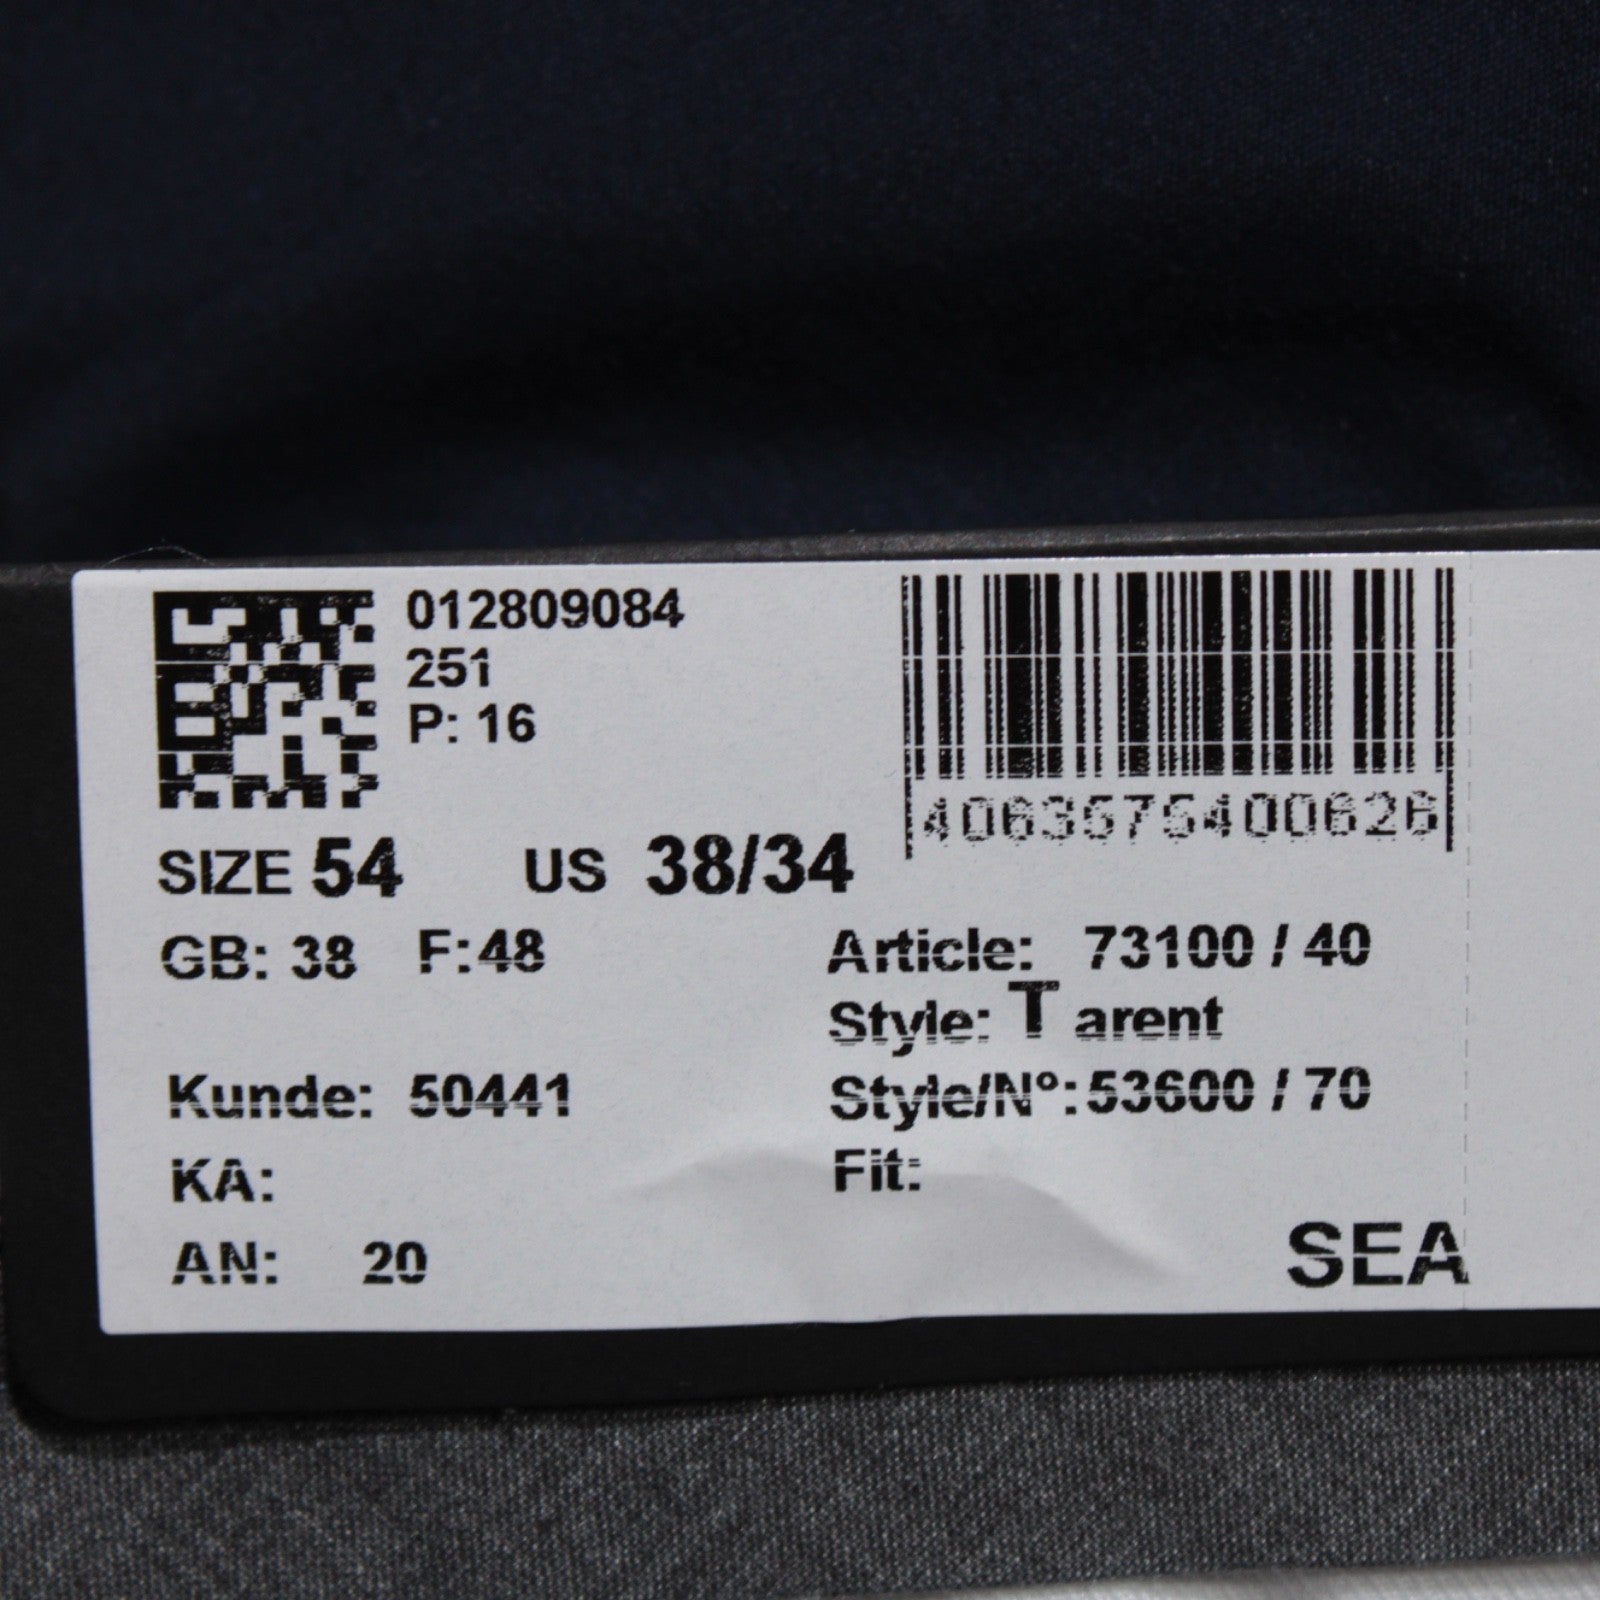 012809084
251
P: 16
SIZE 54 US 38/34
GB: 38 F:48
Article: 73100 / 40
Style: T arent
Kunde: 50441
Style/N°: 53600 / 70
KA:
Fit:
AN: 20
SEA